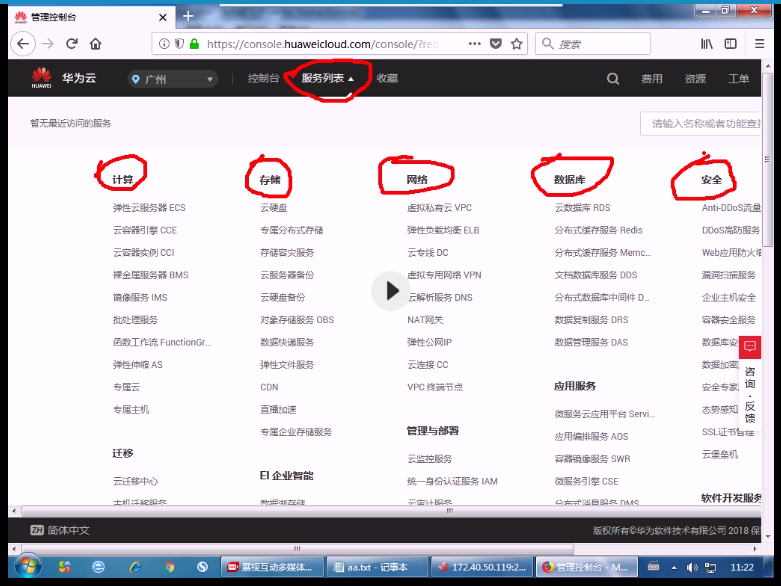 管理控制台
https://console.huaweicloud.com/console/?re
搜索
HUAWEI 华为云 广州 控制台 服务列表 收藏 费用 资源 工单
暂无最近访问的服务
请输入名称或者功能查找
计算 存储 网络 数据库 安全
弹性云服务器 ECS 云硬盘 虚拟私有云 VPC 云数据库 RDS Anti-DDoS流量
云容器引擎 CCE 专属分布式存储 弹性负载均衡 ELB 分布式缓存服务 Redis DDoS高防服务
云容器实例 CCI 存储容灾服务 云专线 DC 分布式缓存服务 Memc... Web应用防火墙
裸金属服务器 BMS 云服务器备份 虚拟专用网络 VPN 文档数据库服务 DDS 漏洞扫描服务
镜像服务 IMS 云硬盘备份 云解析服务 DNS 分布式数据库中间件 D... 企业主机安全
批处理服务 对象存储服务 OBS NAT网关 数据复制服务 DRS 容器安全服务
函数工作流 FunctionGr... 数据快递服务 弹性公网IP 数据管理服务 DAS 数据库安
弹性伸缩 AS 弹性文件服务 云连接 CC 数据加密
专属云 CDN VPC 终端节点 应用服务 安全专家
专属主机 直播加速 微服务云应用平台 Servi... 态势感知
专属企业存储服务 管理与部署 应用编排服务 AOS SSL证书管理
迁移 云监控服务 容器镜像服务 SWR 云堡垒机
云迁移中心 EI 企业智能 统一身份认证服务 IAM 微服务引擎 CSE
主机迁移服务 数据湖存储 云审计服务 分布式消息服务 DMS 软件开发服务
咨询·反馈
ZH 简体中文 版权所有©华为软件技术有限公司 2018 保
展视互动多媒体... aa.txt - 记事本 172.40.50.119:2... 管理控制台 - M... 11:22